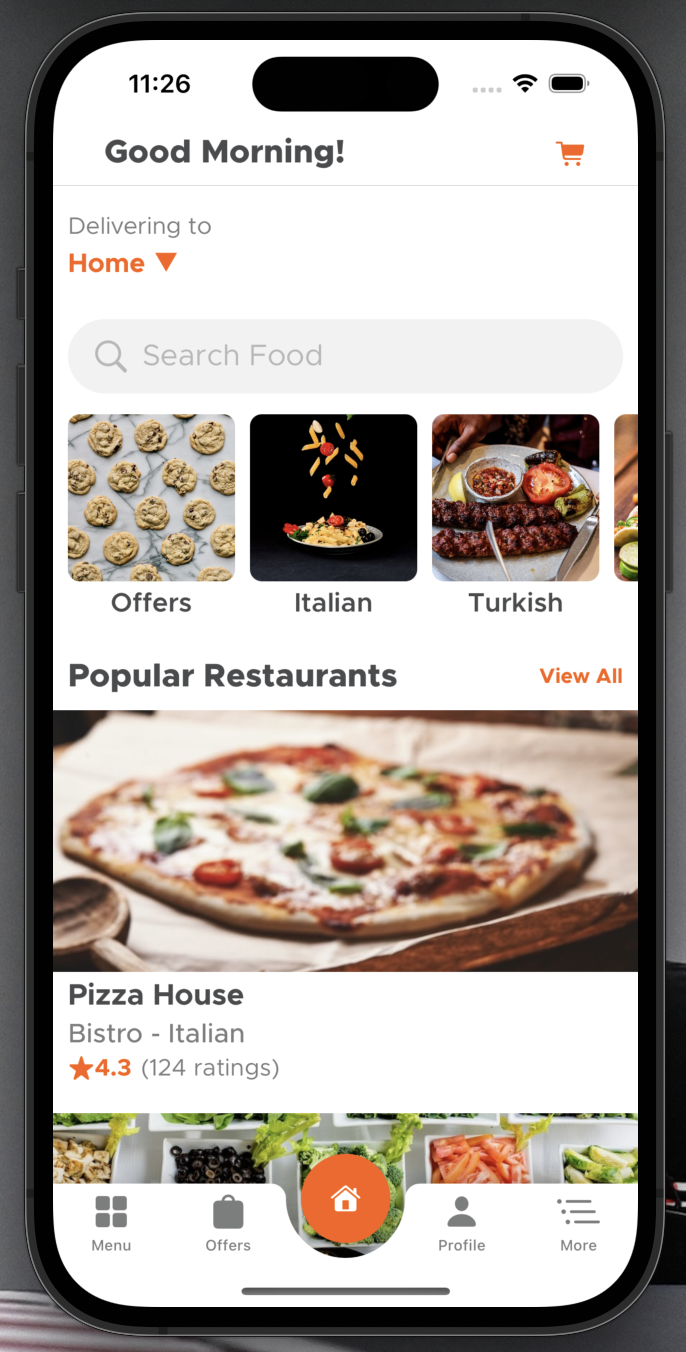 11:26
Good Morning!
Delivering to
Home ▼
Search Food
Offers
Italian
Turkish
Popular Restaurants
View All
Pizza House
Bistro - Italian
★4.3 (124 ratings)
Menu
Offers
Profile
More